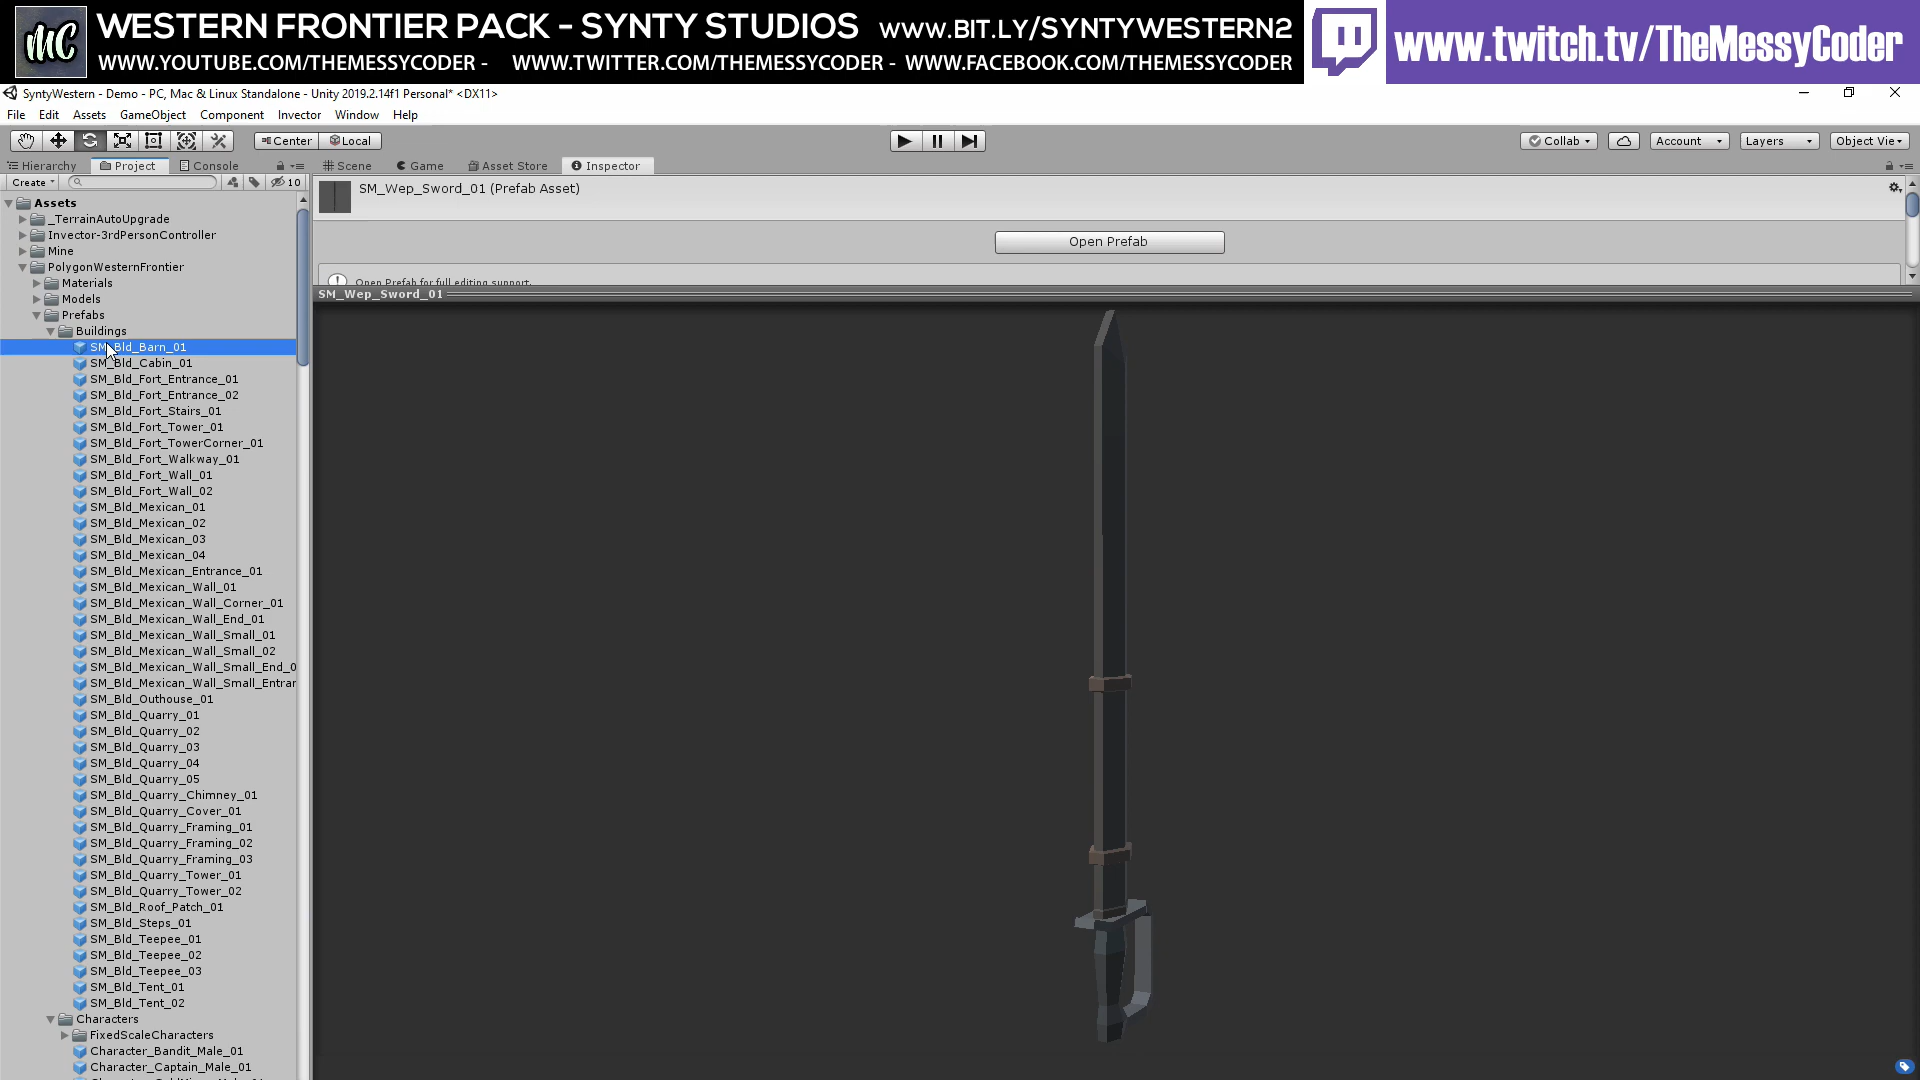 MC
WESTERN FRONTIER PACK - SYNTY STUDIOS WWW.BIT.LY/SYNTYWESTERN2
WWW.YOUTUBE.COM/THEMESSYCODER - WWW.TWITTER.COM/THEMESSYCODER - WWW.FACEBOOK.COM/THEMESSYCODER
www.twitch.tv/TheMessyCoder
SyntyWestern - Demo - PC, Mac & Linux Standalone - Unity 2019.2.14f1 Personal* <DX11>
File Edit Assets GameObject Component Invector Window Help
Center Local Collab Account Layers Object Vie
Hierarchy Project Console Scene Game Asset Store Inspector
Create 10
SM_Wep_Sword_01 (Prefab Asset)
Open Prefab
Open Prefab for full editing support.
SM_Wep_Sword_01
Assets
_TerrainAutoUpgrade
Invector-3rdPersonController
Mine
PolygonWesternFrontier
Materials
Models
Prefabs
Buildings
SM_Bld_Barn_01
SM_Bld_Cabin_01
SM_Bld_Fort_Entrance_01
SM_Bld_Fort_Entrance_02
SM_Bld_Fort_Stairs_01
SM_Bld_Fort_Tower_01
SM_Bld_Fort_TowerCorner_01
SM_Bld_Fort_Walkway_01
SM_Bld_Fort_Wall_01
SM_Bld_Fort_Wall_02
SM_Bld_Mexican_01
SM_Bld_Mexican_02
SM_Bld_Mexican_03
SM_Bld_Mexican_04
SM_Bld_Mexican_Entrance_01
SM_Bld_Mexican_Wall_01
SM_Bld_Mexican_Wall_Corner_01
SM_Bld_Mexican_Wall_End_01
SM_Bld_Mexican_Wall_Small_01
SM_Bld_Mexican_Wall_Small_02
SM_Bld_Mexican_Wall_Small_End_0
SM_Bld_Mexican_Wall_Small_Entrar
SM_Bld_Outhouse_01
SM_Bld_Quarry_01
SM_Bld_Quarry_02
SM_Bld_Quarry_03
SM_Bld_Quarry_04
SM_Bld_Quarry_05
SM_Bld_Quarry_Chimney_01
SM_Bld_Quarry_Cover_01
SM_Bld_Quarry_Framing_01
SM_Bld_Quarry_Framing_02
SM_Bld_Quarry_Framing_03
SM_Bld_Quarry_Tower_01
SM_Bld_Quarry_Tower_02
SM_Bld_Roof_Patch_01
SM_Bld_Steps_01
SM_Bld_Teepee_01
SM_Bld_Teepee_02
SM_Bld_Teepee_03
SM_Bld_Tent_01
SM_Bld_Tent_02
Characters
FixedScaleCharacters
Character_Bandit_Male_01
Character_Captain_Male_01